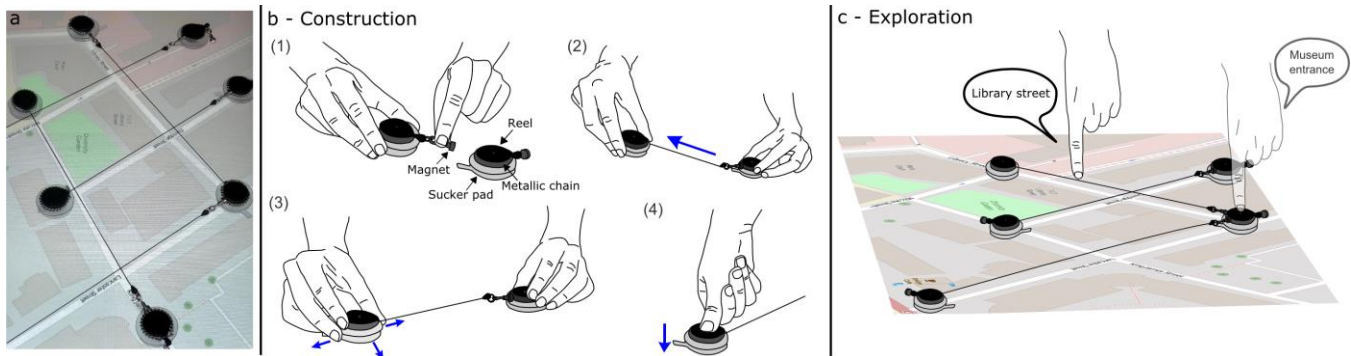 a
b - Construction
(1)
Reel
Magnet
Metallic chain
Sucker pad
(2)
(3)
(4)
c - Exploration
Library street
Museum
entrance